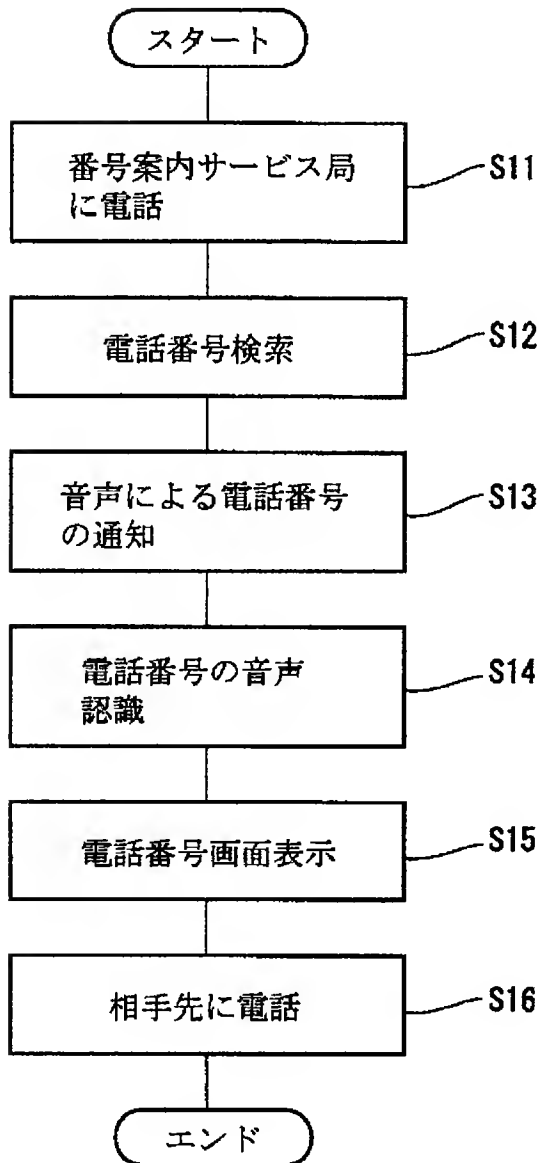 スタート
番号案内サービス局
に電話
S11
電話番号検索
S12
音声による電話番号
の通知
S13
電話番号の音声
認識
S14
電話番号画面表示
S15
相手先に電話
S16
エンド